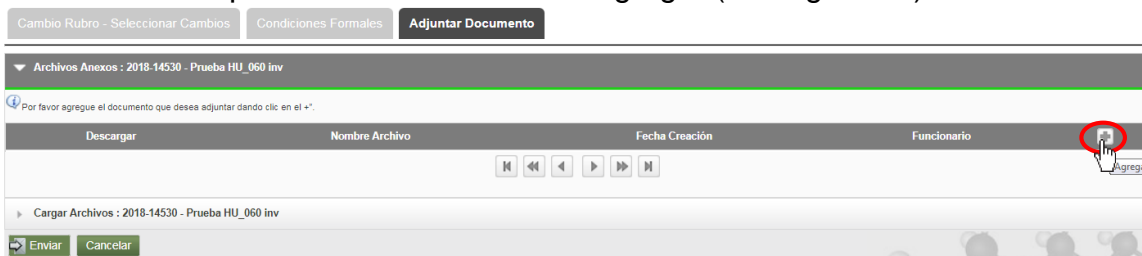 Cambio Rubro - Seleccionar Cambios Condiciones Formales Adjuntar Documento
Archivos Anexos : 2018-14530 - Prueba HU_060 inv
Por favor agregue el documento que desea adjuntar dando clic en el +".
Descargar Nombre Archivo Fecha Creación Funcionario
Agrega
Cargar Archivos : 2018-14530 - Prueba HU_060 inv
Enviar Cancelar